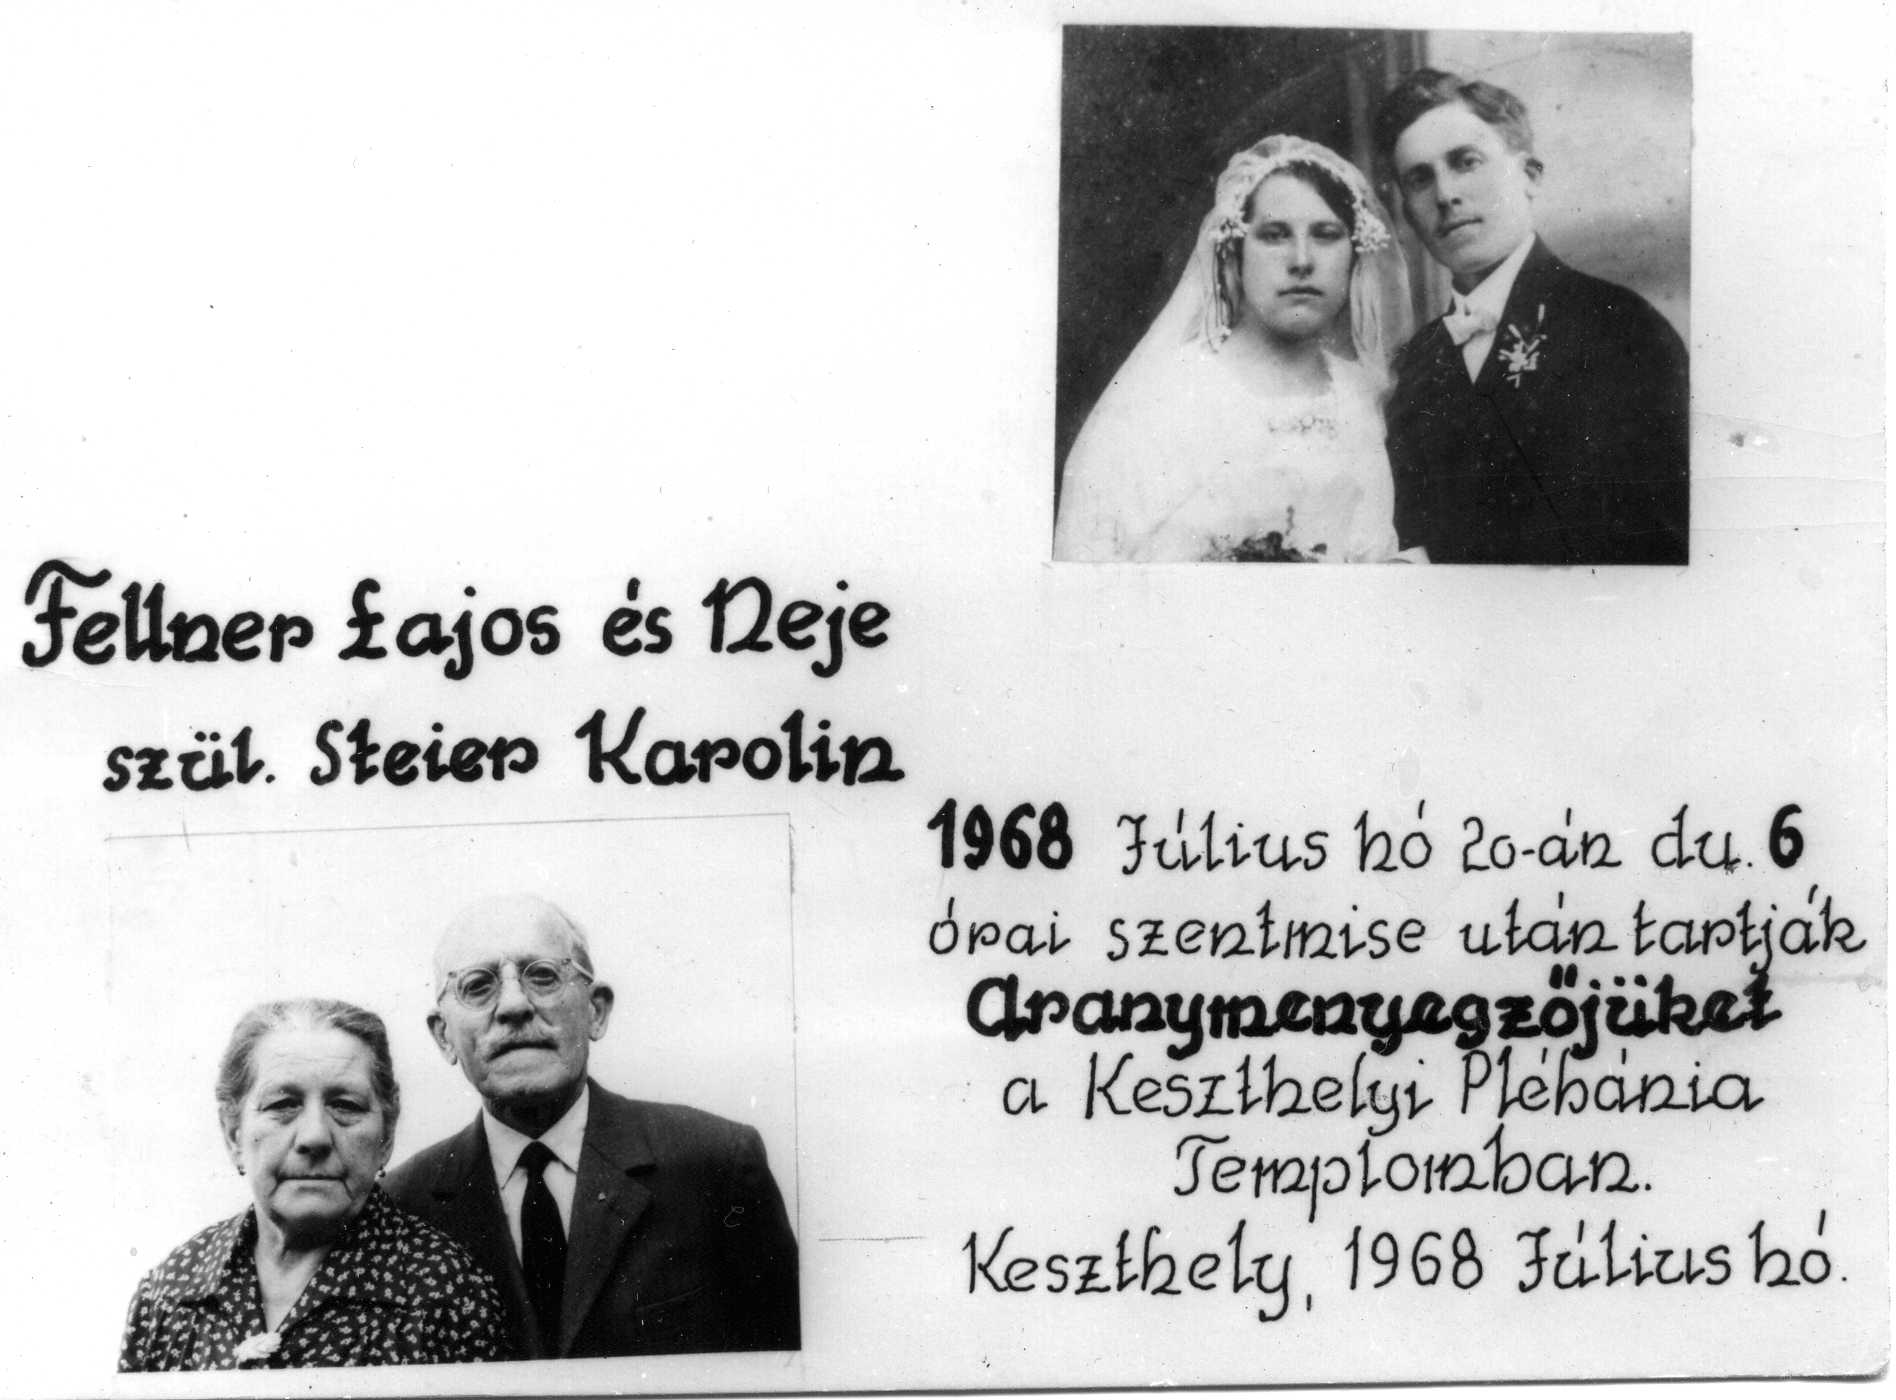 Fellner Lajos és Neje
szül. Steier Karolin
1968 Július hó 20-án du. 6
órai szentmise után tartják
Aranymenyegzőjüket
a Keszthelyi Plébánia
Templomban.
Keszthely, 1968 Július hó.